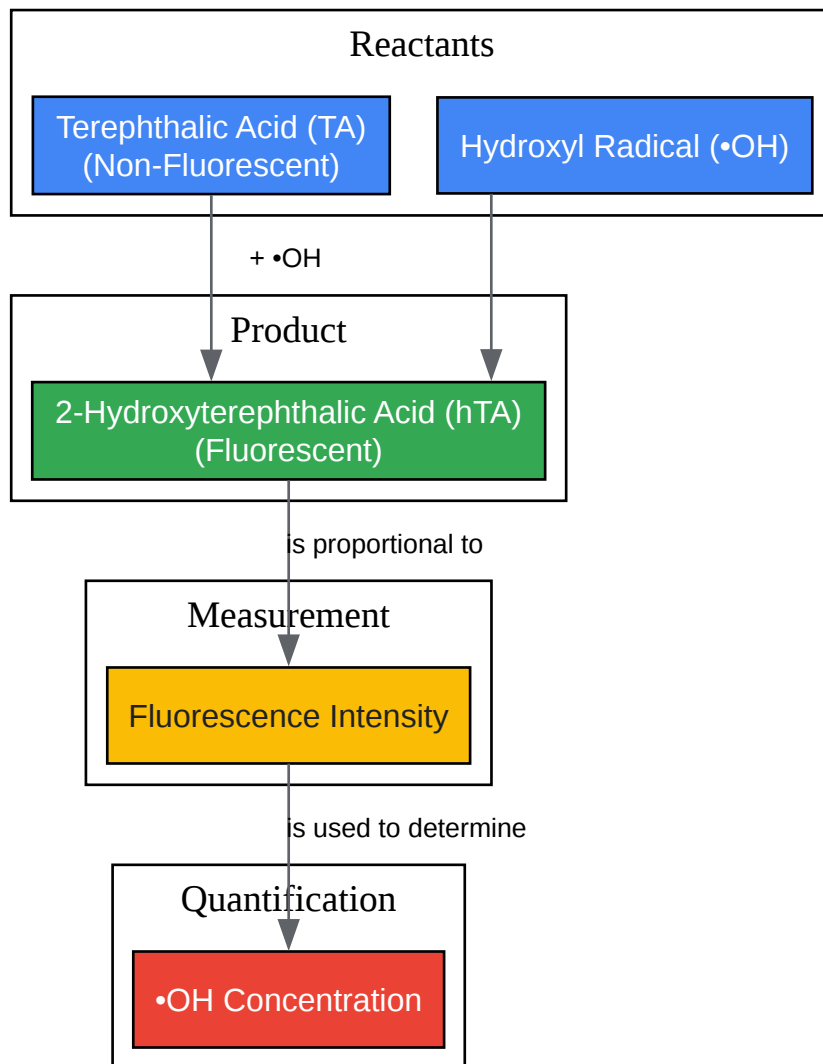 Reactants
Terephthalic Acid (TA)
(Non-Fluorescent)
Hydroxyl Radical (•OH)
+ •OH
Product
2-Hydroxyterephthalic Acid (hTA)
(Fluorescent)
is proportional to
Measurement
Fluorescence Intensity
is used to determine
Quantification
•OH Concentration